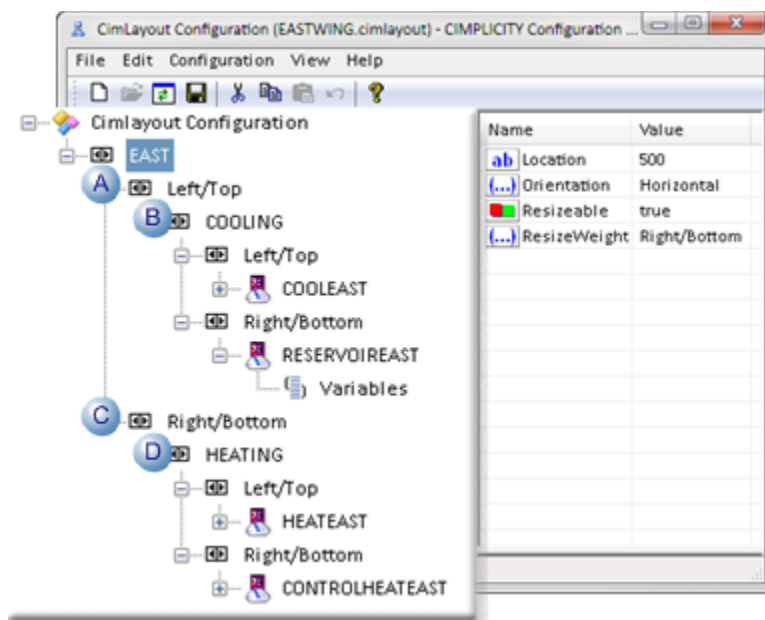 CimLayout Configuration (EASTWING.cimlayout) - CIMPLICITY Configuration ...
File Edit Configuration View Help
Cimlayout Configuration
EAST
A Left/Top
B COOLING
Left/Top
COOLEAST
Right/Bottom
RESERVOIREAST
Variables
C Right/Bottom
D HEATING
Left/Top
HEATEAST
Right/Bottom
CONTROLHEATEAST
Name Value
ab Location 500
(...) Orientation Horizontal
Resizeable true
(...) ResizeWeight Right/Bottom